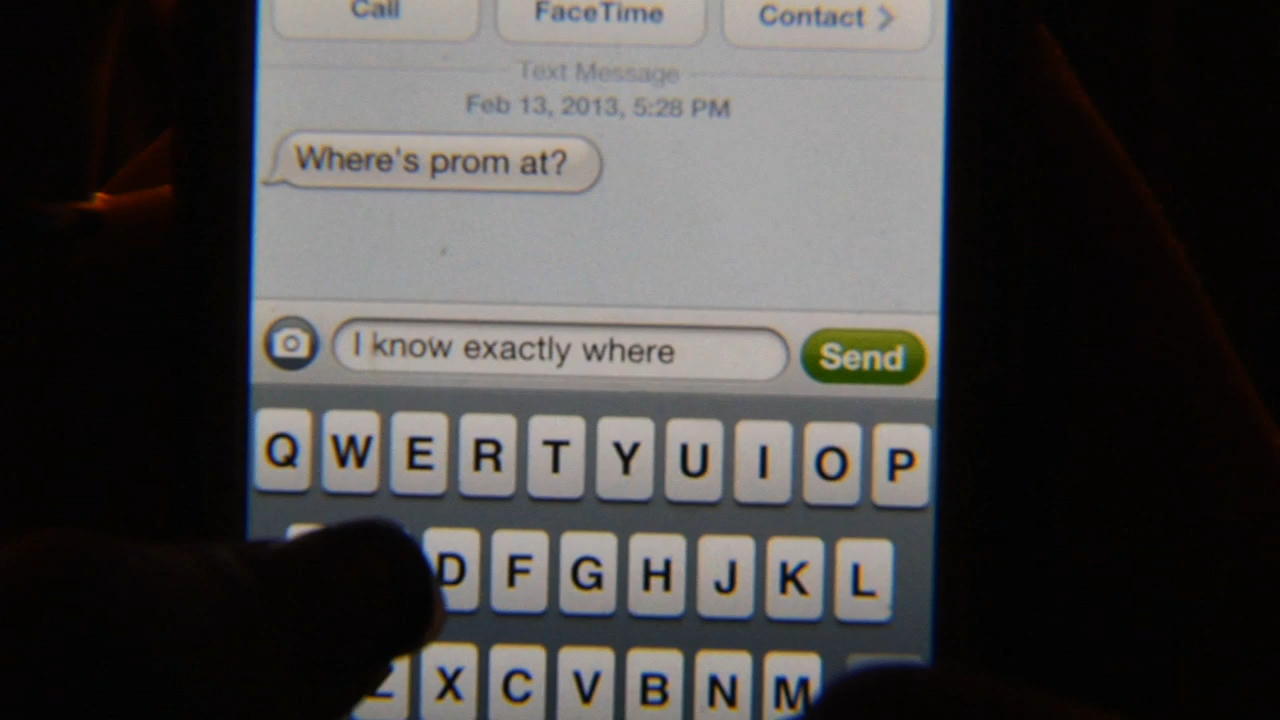 Call FaceTime Contact
Text Message
Feb 13, 2013, 5:28 PM
Where's prom at?
I know exactly where
Send
Q W E R T Y U I O P
D F G H J K L
Z X C V B N M